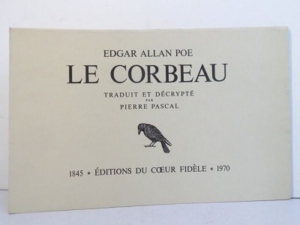 EDGAR ALLAN POE
LE CORBEAU
TRADUIT ET DÉCRYPTÉ
PAR
PIERRE PASCAL
1845 • ÉDITIONS DU CŒUR FIDÈLE • 1970